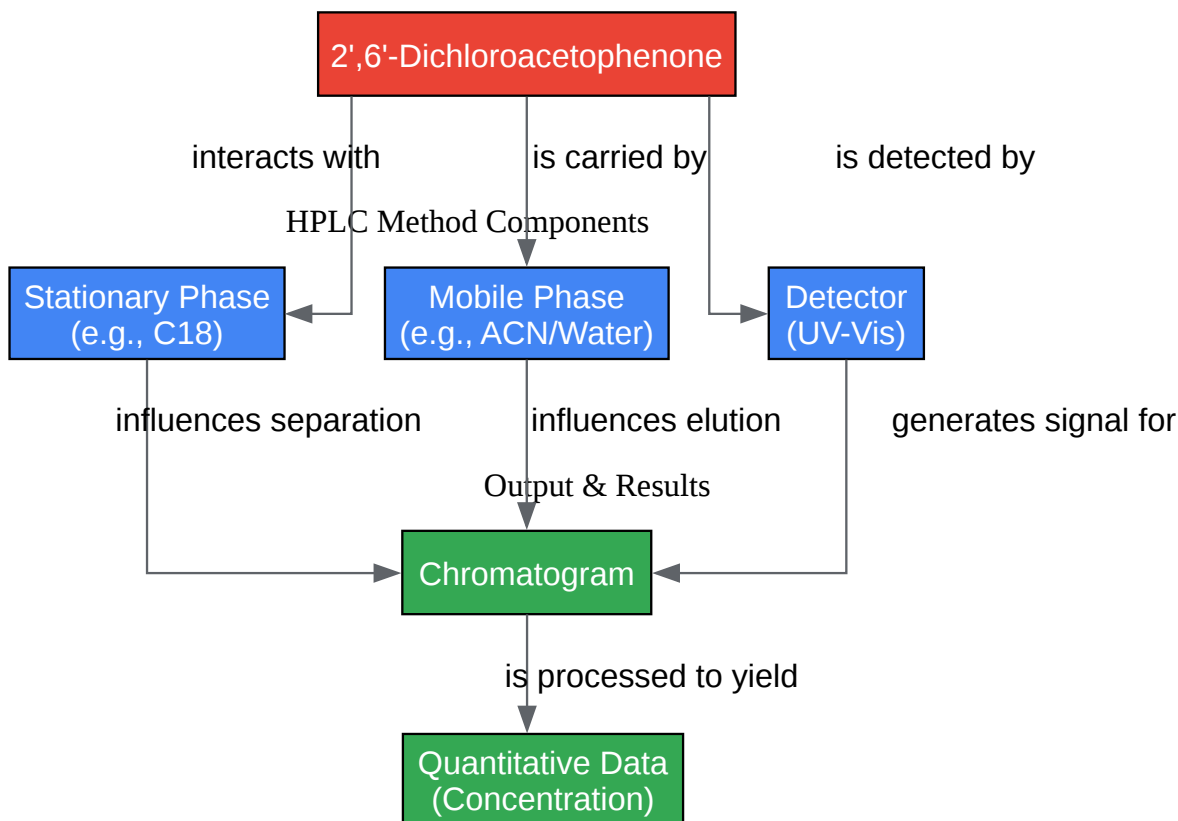 2',6'-Dichloroacetophenone
interacts with
is carried by
is detected by
HPLC Method Components
Stationary Phase
(e.g., C18)
Mobile Phase
(e.g., ACN/Water)
Detector
(UV-Vis)
influences separation
influences elution
generates signal for
Output & Results
Chromatogram
is processed to yield
Quantitative Data
(Concentration)